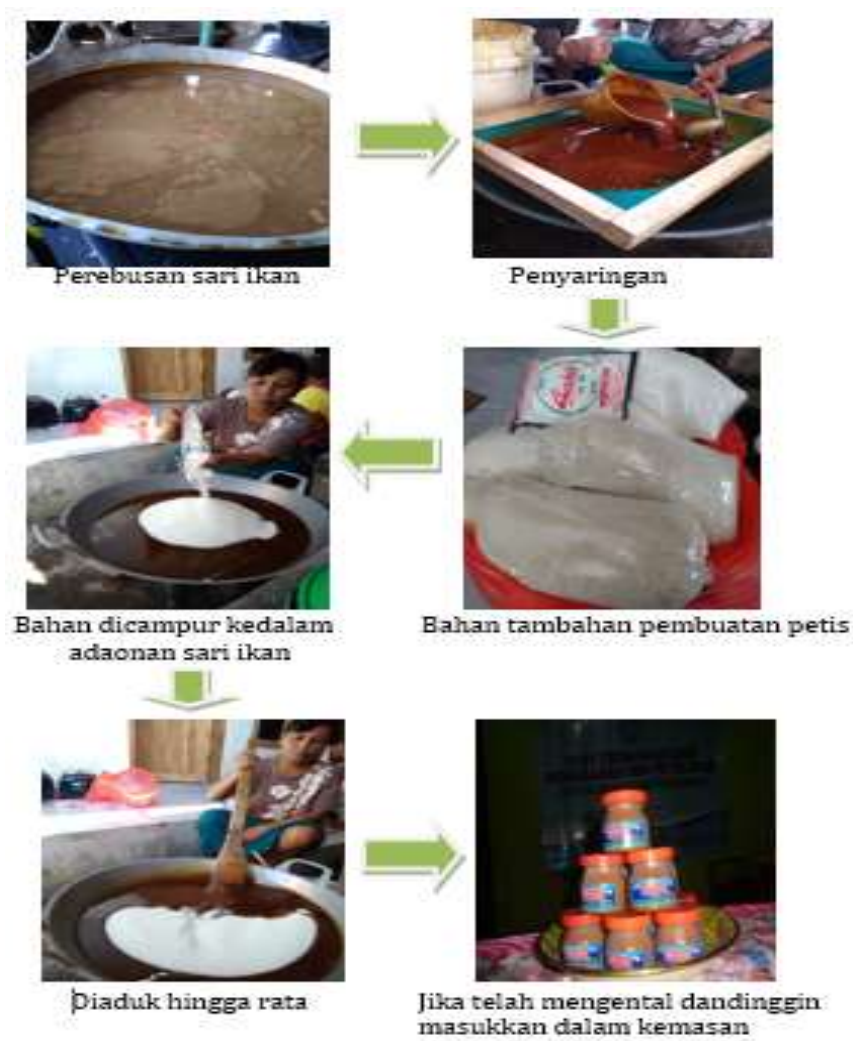 Perebusan sari ikan
Penyaringan
Bahan tambahan pembuatan petis
Bahan dicampur kedalam
adaonan sari ikan
Diaduk hingga rata
Jika telah mengental dandinggin
masukkan dalam kemasan